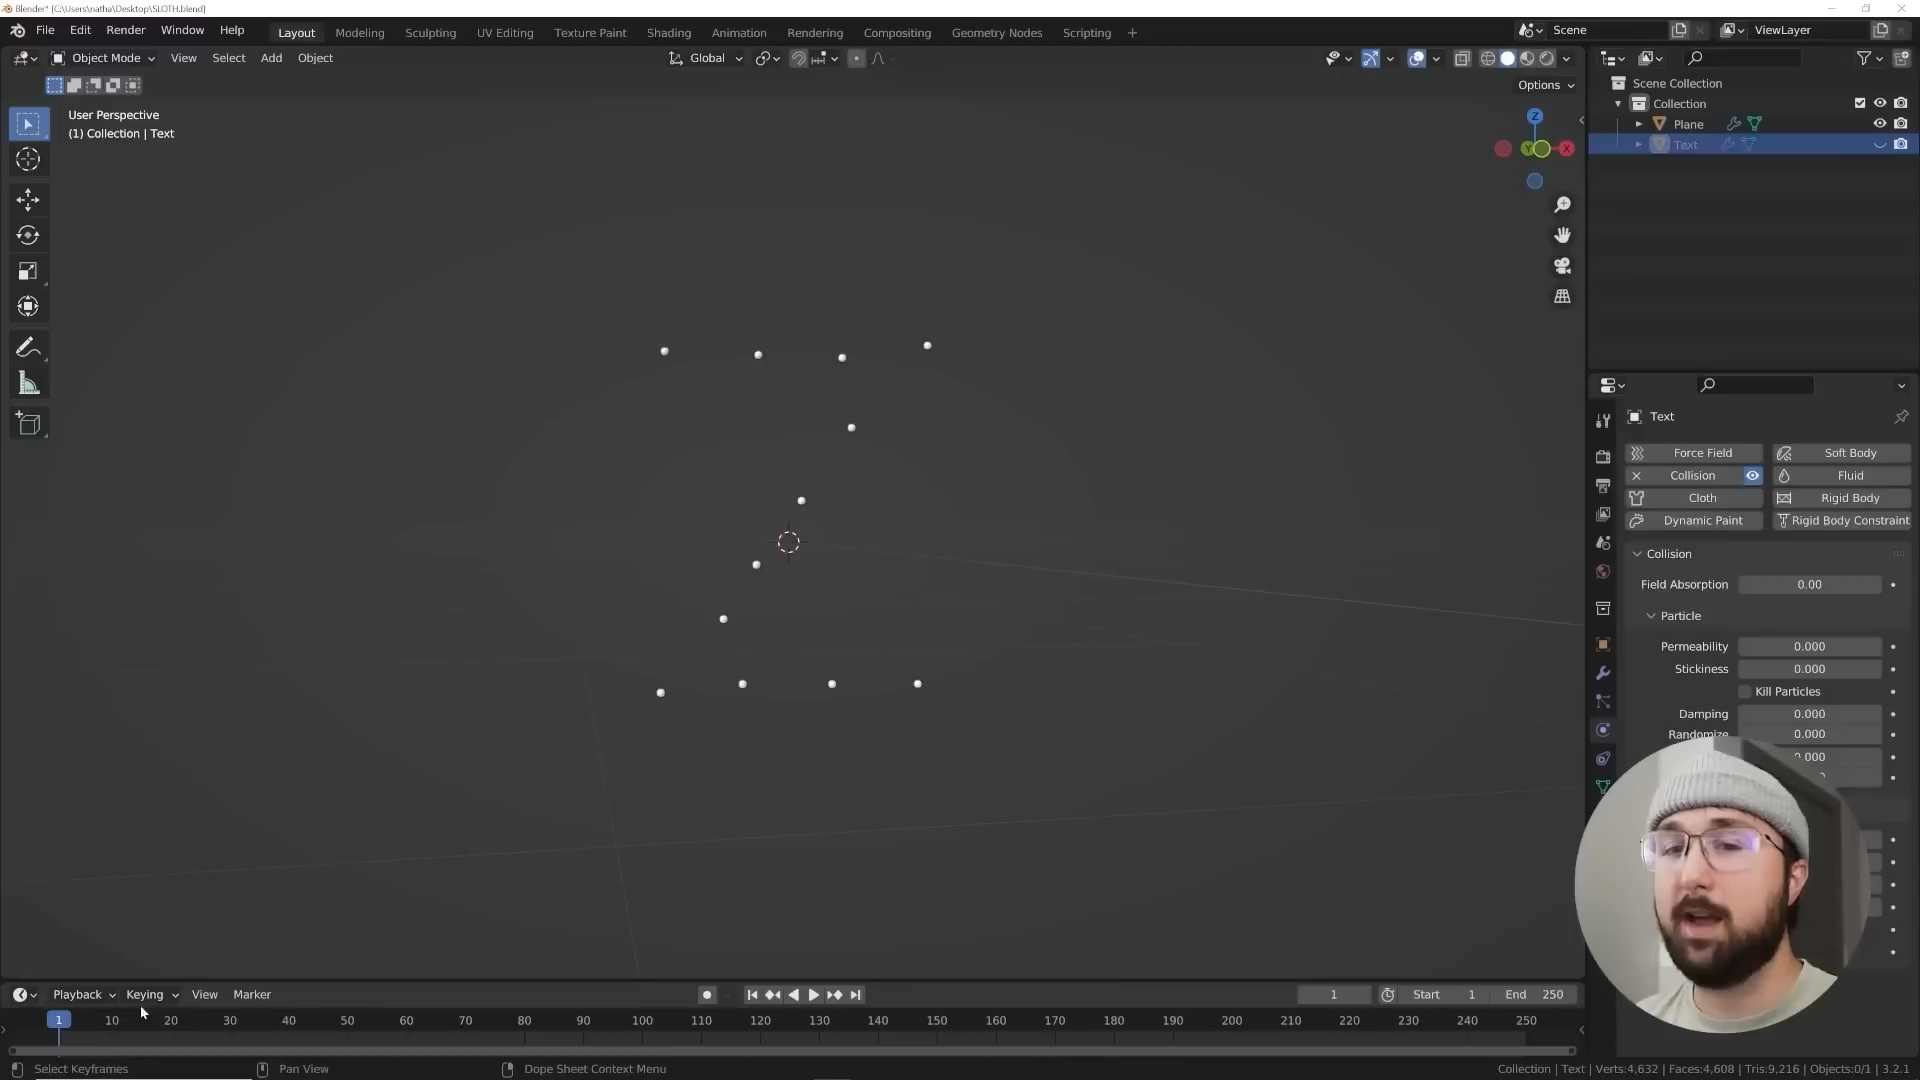 Blender* [C:\Users\natha\Desktop\SLOTH.blend]
File Edit Render Window Help
Layout Modeling Sculpting UV Editing Texture Paint Shading Animation Rendering Compositing Geometry Nodes Scripting +
Scene
ViewLayer
Object Mode View Select Add Object
Global
Options
User Perspective
(1) Collection | Text
Z
Y
X
Scene Collection
Collection
Plane
Text
Text
Force Field Soft Body
Collision Fluid
Cloth Rigid Body
Dynamic Paint Rigid Body Constraint
Collision
Field Absorption 0.00
Particle
Permeability 0.000
Stickiness 0.000
Kill Particles
Damping 0.000
Randomize 0.000
Playback Keying View Marker
1 Start 1 End 250
1 10 20 30 40 50 60 70 80 90 100 110 120 130 140 150 160 170 180 190 200 210 220 230 240 250
Select Keyframes Pan View Dope Sheet Context Menu
Collection | Text | Verts:4,632 | Faces:4,608 | Tris:9,216 | Objects:0/1 | 3.2.1